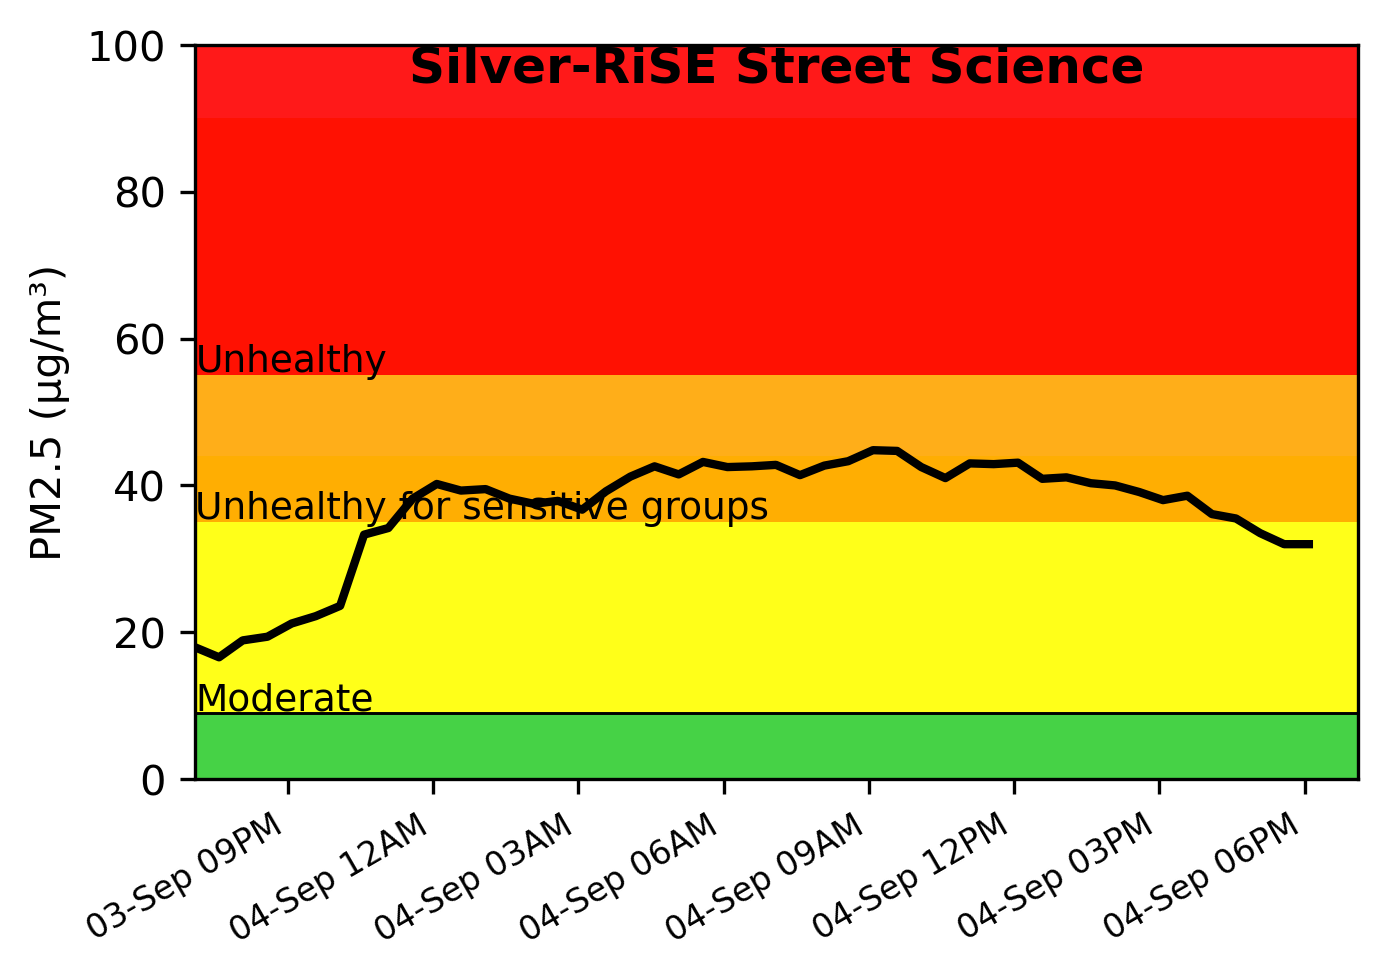 Silver-RiSE Street Science
PM2.5 (µg/m³)
100
80
60
40
20
0
Unhealthy
Unhealthy for sensitive groups
Moderate
03-Sep 09PM
04-Sep 12AM
04-Sep 03AM
04-Sep 06AM
04-Sep 09AM
04-Sep 12PM
04-Sep 03PM
04-Sep 06PM